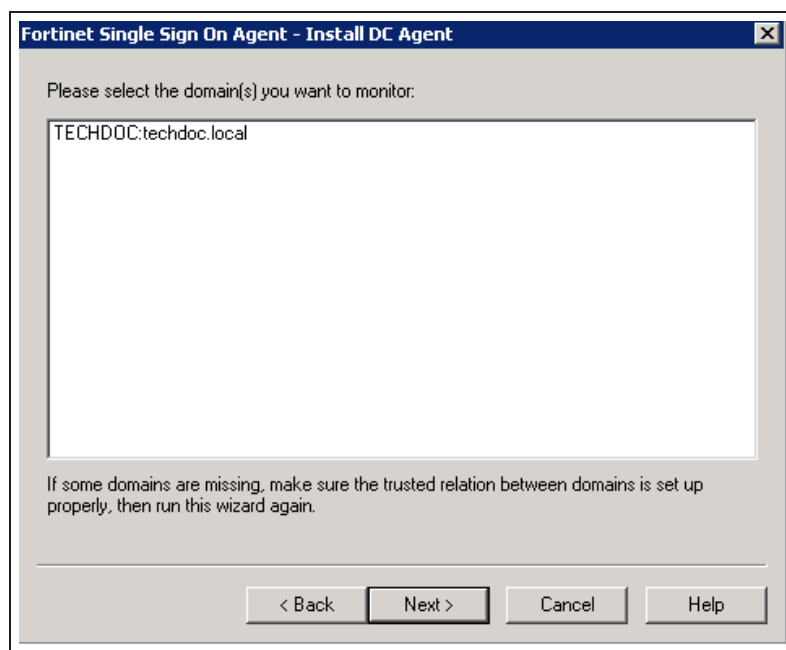 Fortinet Single Sign On Agent - Install DC Agent
Please select the domain(s) you want to monitor:
TECHDOC:techdoc.local
If some domains are missing, make sure the trusted relation between domains is set up
properly, then run this wizard again.
< Back
Next >
Cancel
Help